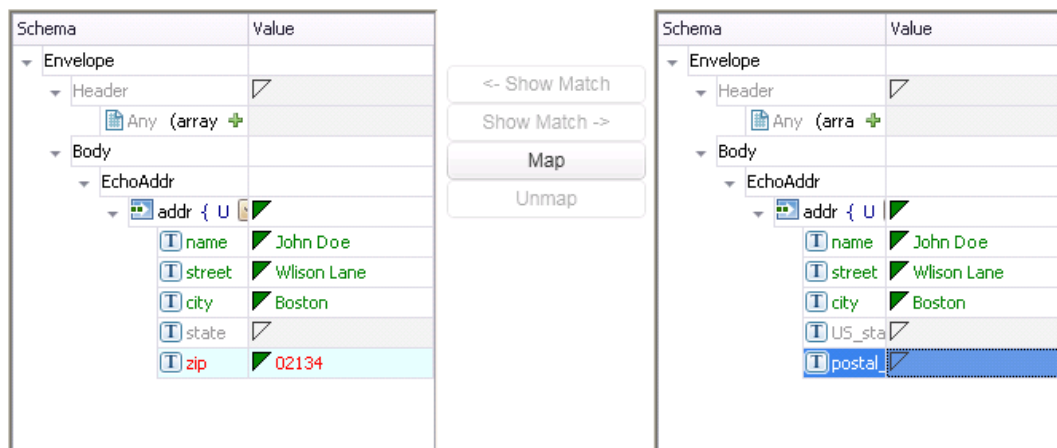 Schema Value
Envelope
Header
Any (array
Body
EchoAddr
addr { U
T name John Doe
T street Wlison Lane
T city Boston
T state
T zip 02134
<- Show Match
Show Match ->
Map
Unmap
Schema Value
Envelope
Header
Any (arra
Body
EchoAddr
addr { U
T name John Doe
T street Wlison Lane
T city Boston
T US_sta
T postal_